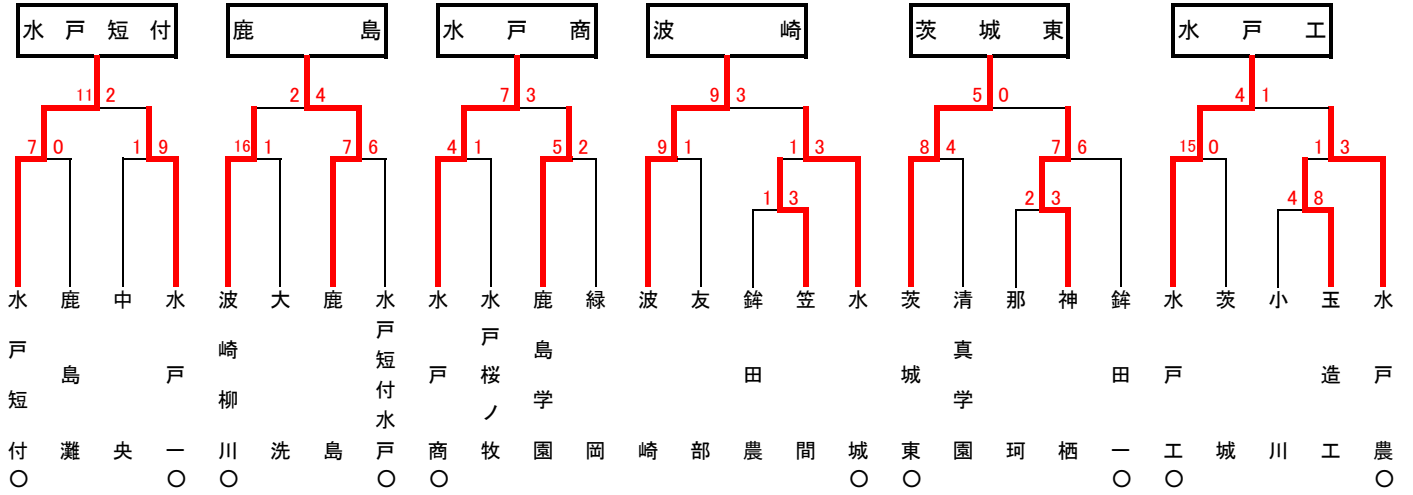 水戸短付 鹿島 水戸商 波崎 茨城東 水戸工
11 2 2 4 7 3 9 3 5 0 4 1
7 0 1 9 16 1 7 6 4 1 5 2 9 1 1 3 8 4 7 6 15 0 1 3
1 3 2 3 4 8
水戸短付○
鹿島灘
中央
水戸一○
波崎柳川○
大洗
鹿島
水戸短付水戸○
水戸商○
水戸桜ノ牧
鹿島学園
緑岡
波崎
友部
鉾田農
笠間
水城○
茨城東○
清真学園
那珂
神栖
鉾田一○
水戸工○
茨城
小川
玉造工
水戸農○